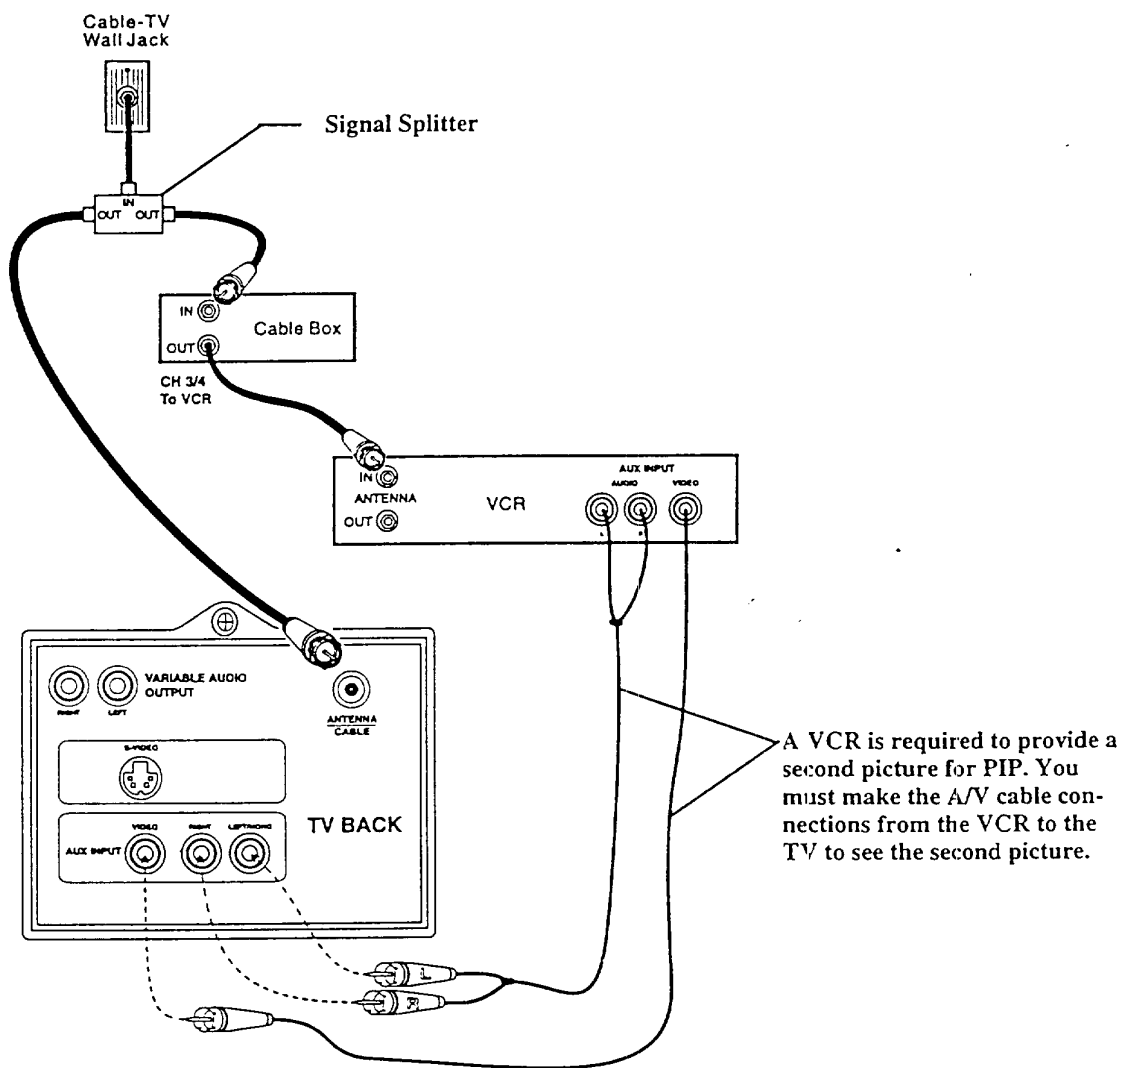 Cable-TV
Wall Jack
Signal Splitter
IN
OUT OUT
IN
Cable Box
OUT
CH 3/4
To VCR
IN
ANTENNA
OUT
VCR
AUX INPUT
AUDIO
VIDEO
VARIABLE AUDIO
OUTPUT
RIGHT
LEFT
ANTENNA
CABLE
S-VIDEO
TV BACK
VIDEO
RIGHT
LEFT/MONO
AUX INPUT
A VCR is required to provide a
second picture for PIP. You
must make the A/V cable con-
nections from the VCR to the
TV to see the second picture.
L
R